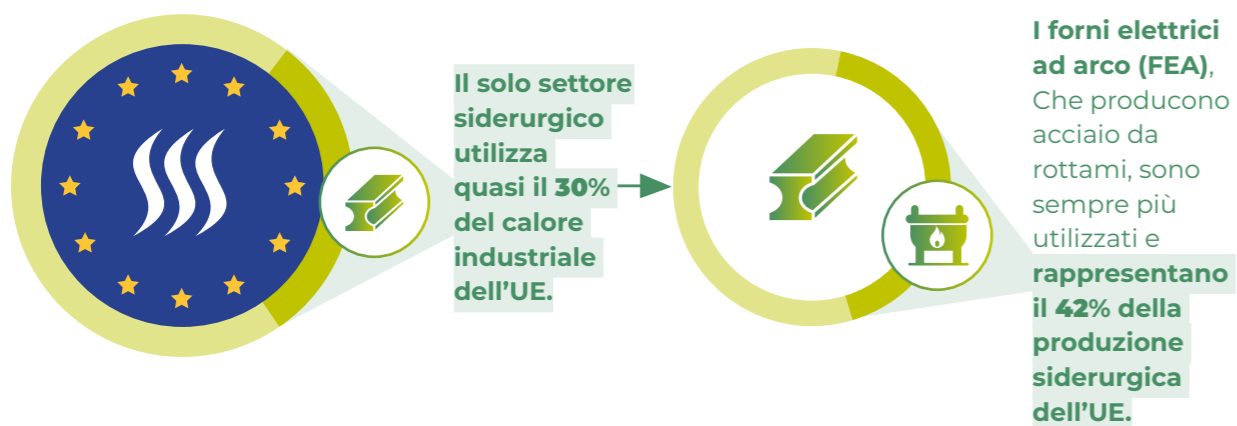 Il solo settore
siderurgico
utilizza
quasi il 30%
del calore
industriale
dell'UE.
I forni elettrici
ad arco (FEA),
Che producono
acciaio da
rottami, sono
sempre più
utilizzati e
rappresentano
il 42% della
produzione
siderurgica
dell'UE.